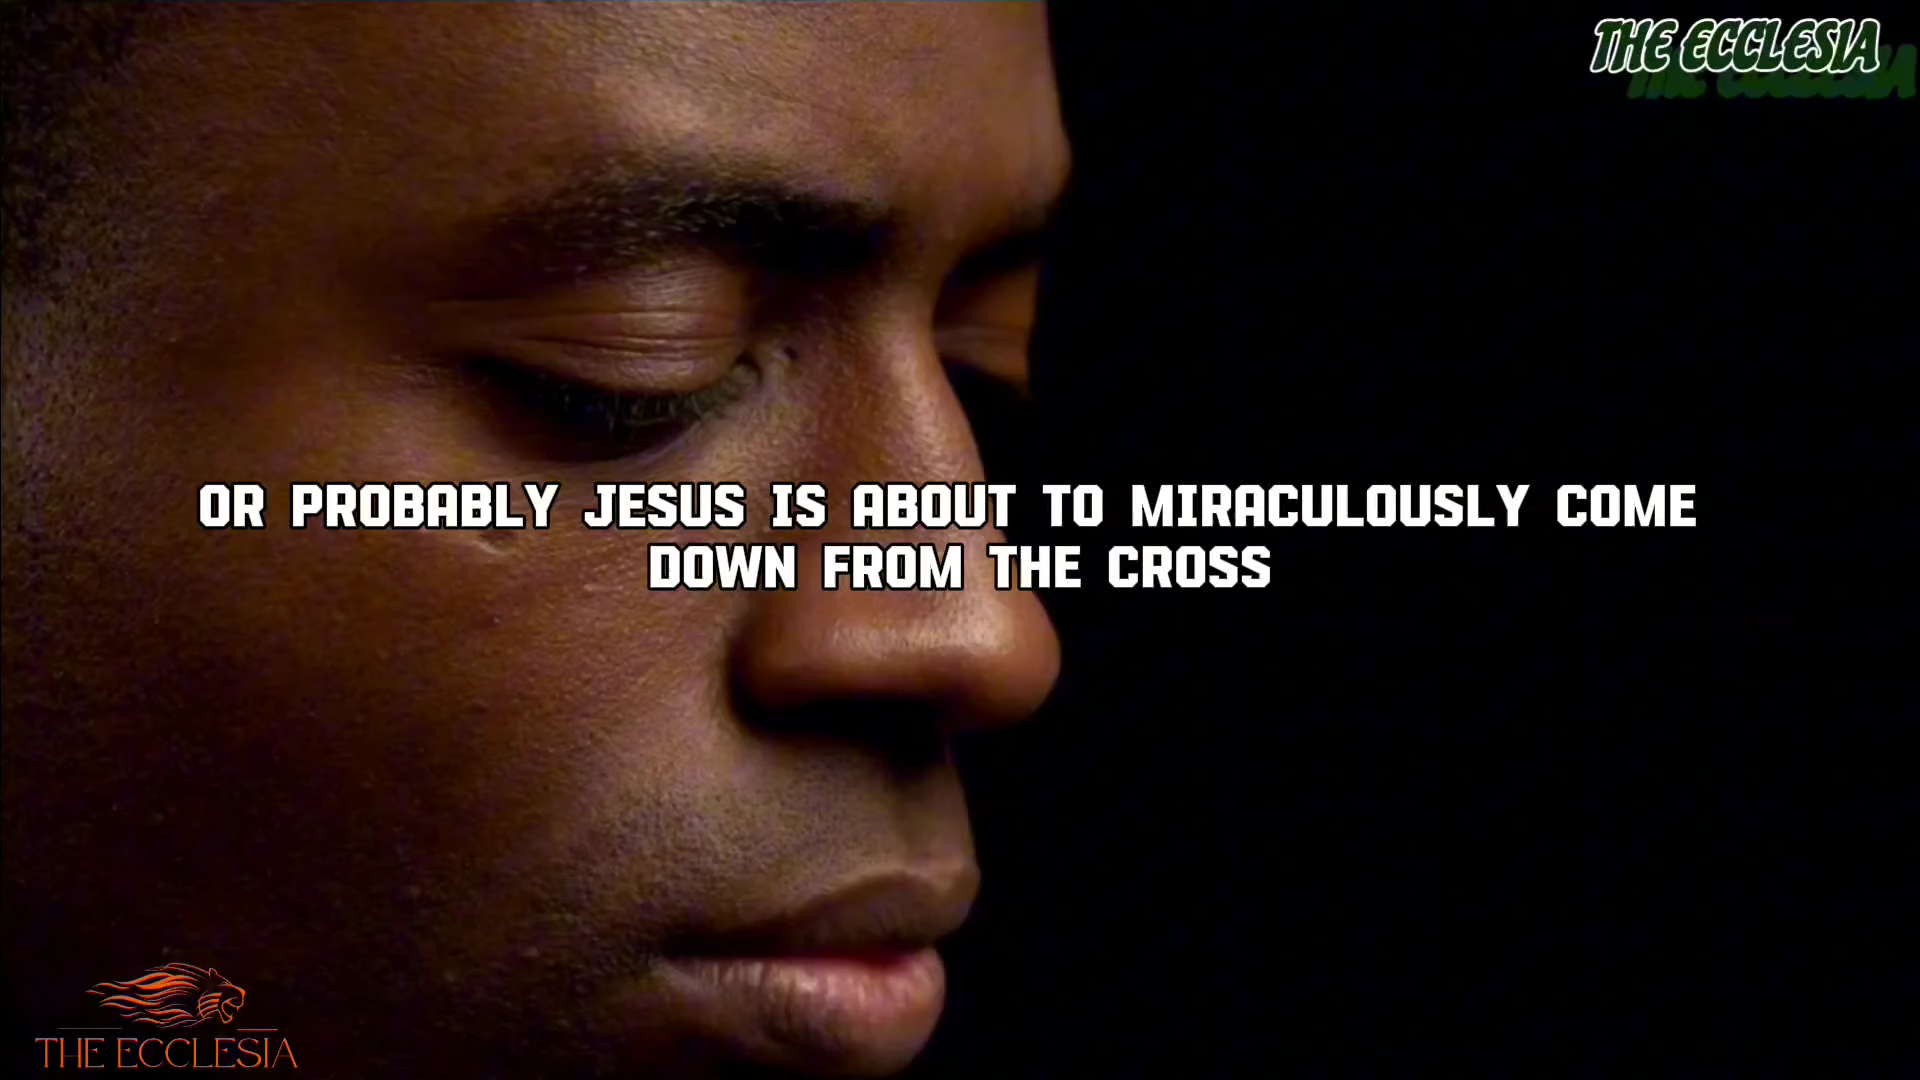 THE ECCLESIA
OR PROBABLY JESUS IS ABOUT TO MIRACULOUSLY COME
DOWN FROM THE CROSS
THE ECCLESIA